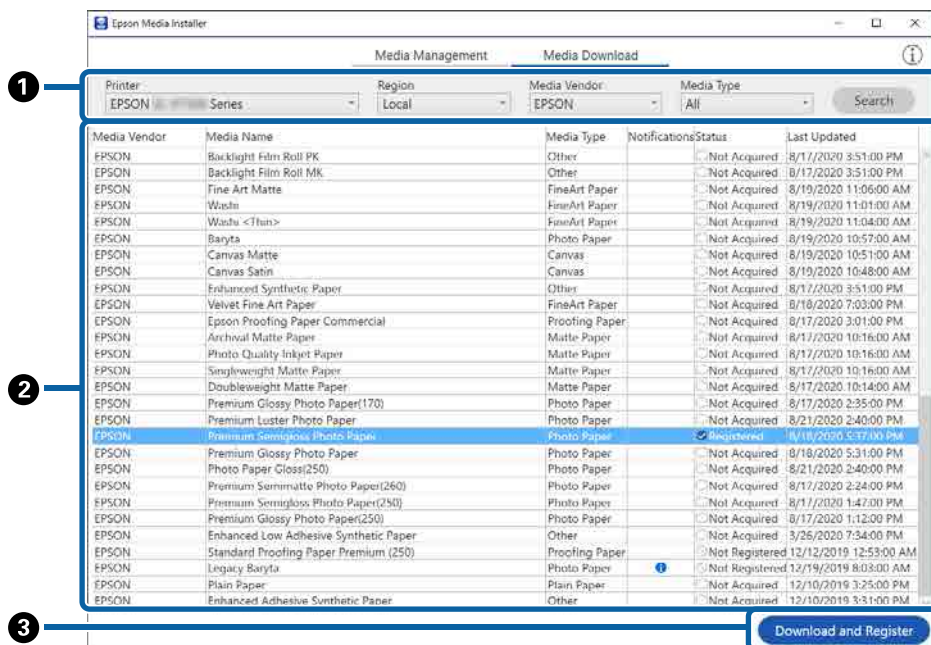 Epson Media Installer
Media Management Media Download
1
Printer Region Media Vendor Media Type
EPSON Series Local EPSON All Search
2
Media Vendor Media Name Media Type Notifications Status Last Updated
EPSON Backlight Film Roll PK Other Not Acquired 8/17/2020 3:51:00 PM
EPSON Backlight Film Roll MK Other Not Acquired 8/17/2020 3:51:00 PM
EPSON Fine Art Matte FineArt Paper Not Acquired 8/19/2020 11:06:00 AM
EPSON Washi FineArt Paper Not Acquired 8/19/2020 11:01:00 AM
EPSON Washi <Thin> FineArt Paper Not Acquired 8/19/2020 11:04:00 AM
EPSON Baryta Photo Paper Not Acquired 8/19/2020 10:57:00 AM
EPSON Canvas Matte Canvas Not Acquired 8/19/2020 10:51:00 AM
EPSON Canvas Satin Canvas Not Acquired 8/19/2020 10:48:00 AM
EPSON Enhanced Synthetic Paper Other Not Acquired 8/17/2020 3:51:00 PM
EPSON Velvet Fine Art Paper FineArt Paper Not Acquired 8/18/2020 7:03:00 PM
EPSON Epson Proofing Paper Commercial Proofing Paper Not Acquired 8/17/2020 3:01:00 PM
EPSON Archival Matte Paper Matte Paper Not Acquired 8/17/2020 10:16:00 AM
EPSON Photo Quality Inkjet Paper Matte Paper Not Acquired 8/17/2020 10:16:00 AM
EPSON Singleweight Matte Paper Matte Paper Not Acquired 8/17/2020 10:16:00 AM
EPSON Doubleweight Matte Paper Matte Paper Not Acquired 8/17/2020 10:14:00 AM
EPSON Premium Glossy Photo Paper(170) Photo Paper Not Acquired 8/17/2020 2:35:00 PM
EPSON Premium Luster Photo Paper Photo Paper Not Acquired 8/21/2020 2:40:00 PM
EPSON Premium Semigloss Photo Paper Photo Paper Registered 8/18/2020 5:37:00 PM
EPSON Premium Glossy Photo Paper Photo Paper Not Acquired 8/18/2020 5:31:00 PM
EPSON Photo Paper Gloss(250) Photo Paper Not Acquired 8/21/2020 2:40:00 PM
EPSON Premium Semimatte Photo Paper(260) Photo Paper Not Acquired 8/17/2020 2:24:00 PM
EPSON Premium Semigloss Photo Paper(250) Photo Paper Not Acquired 8/17/2020 1:47:00 PM
EPSON Premium Glossy Photo Paper(250) Photo Paper Not Acquired 8/17/2020 1:12:00 PM
EPSON Enhanced Low Adhesive Synthetic Paper Other Not Acquired 3/26/2020 7:34:00 PM
EPSON Standard Proofing Paper Premium (250) Proofing Paper Not Registered 12/12/2019 12:53:00 AM
EPSON Legacy Baryta Photo Paper Not Registered 12/19/2019 8:03:00 AM
EPSON Plain Paper Plain Paper Not Acquired 12/10/2019 3:25:00 PM
EPSON Enhanced Adhesive Synthetic Paper Other Not Acquired 12/10/2019 3:31:00 PM
3
Download and Register